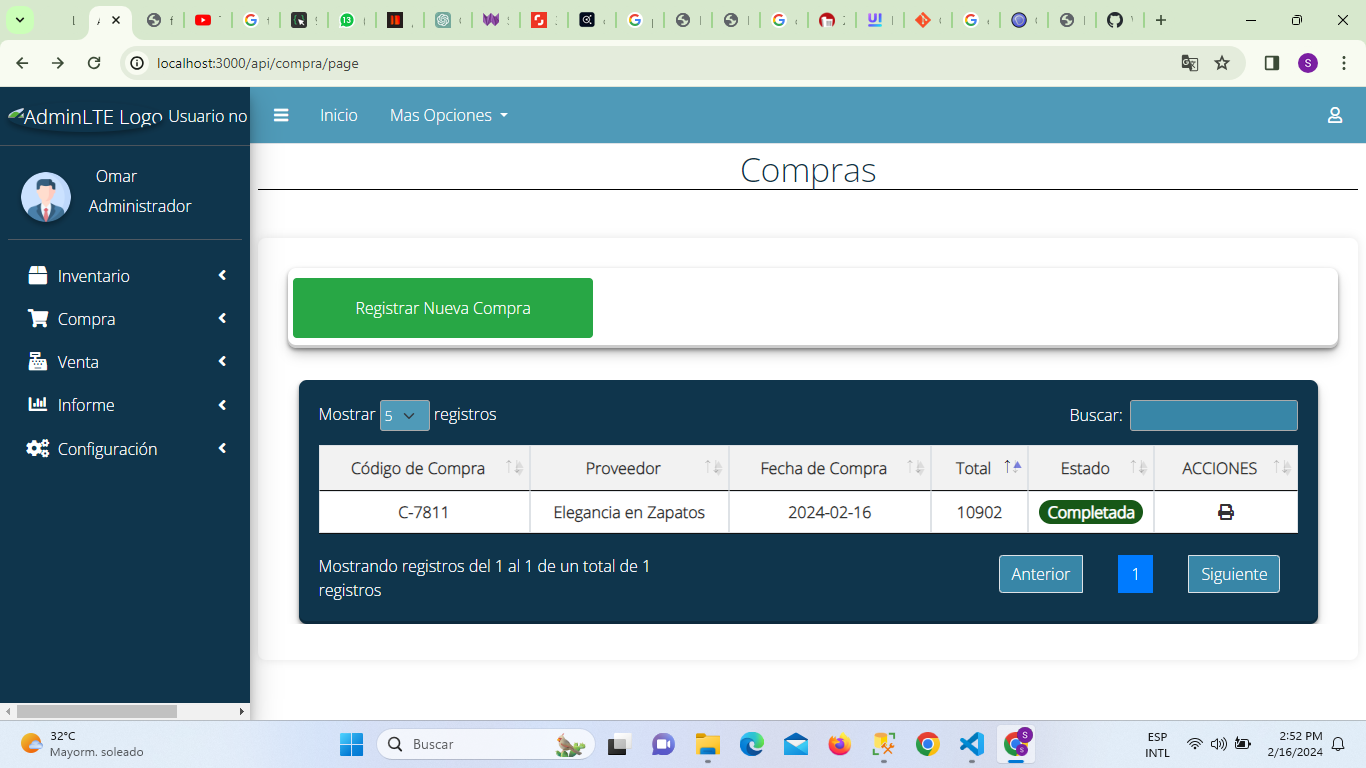 localhost:3000/api/compra/page
AdminLTE Logo Usuario no
Inicio
Mas Opciones
Omar
Administrador
Inventario
Compra
Venta
Informe
Configuración
Compras
Registrar Nueva Compra
Mostrar 5 registros
Buscar:
Código de Compra Proveedor Fecha de Compra Total Estado ACCIONES
C-7811 Elegancia en Zapatos 2024-02-16 10902 Completada
Mostrando registros del 1 al 1 de un total de 1
registros
Anterior 1 Siguiente
32°C
Mayorm. soleado
Buscar
ESP
INTL
2:52 PM
2/16/2024